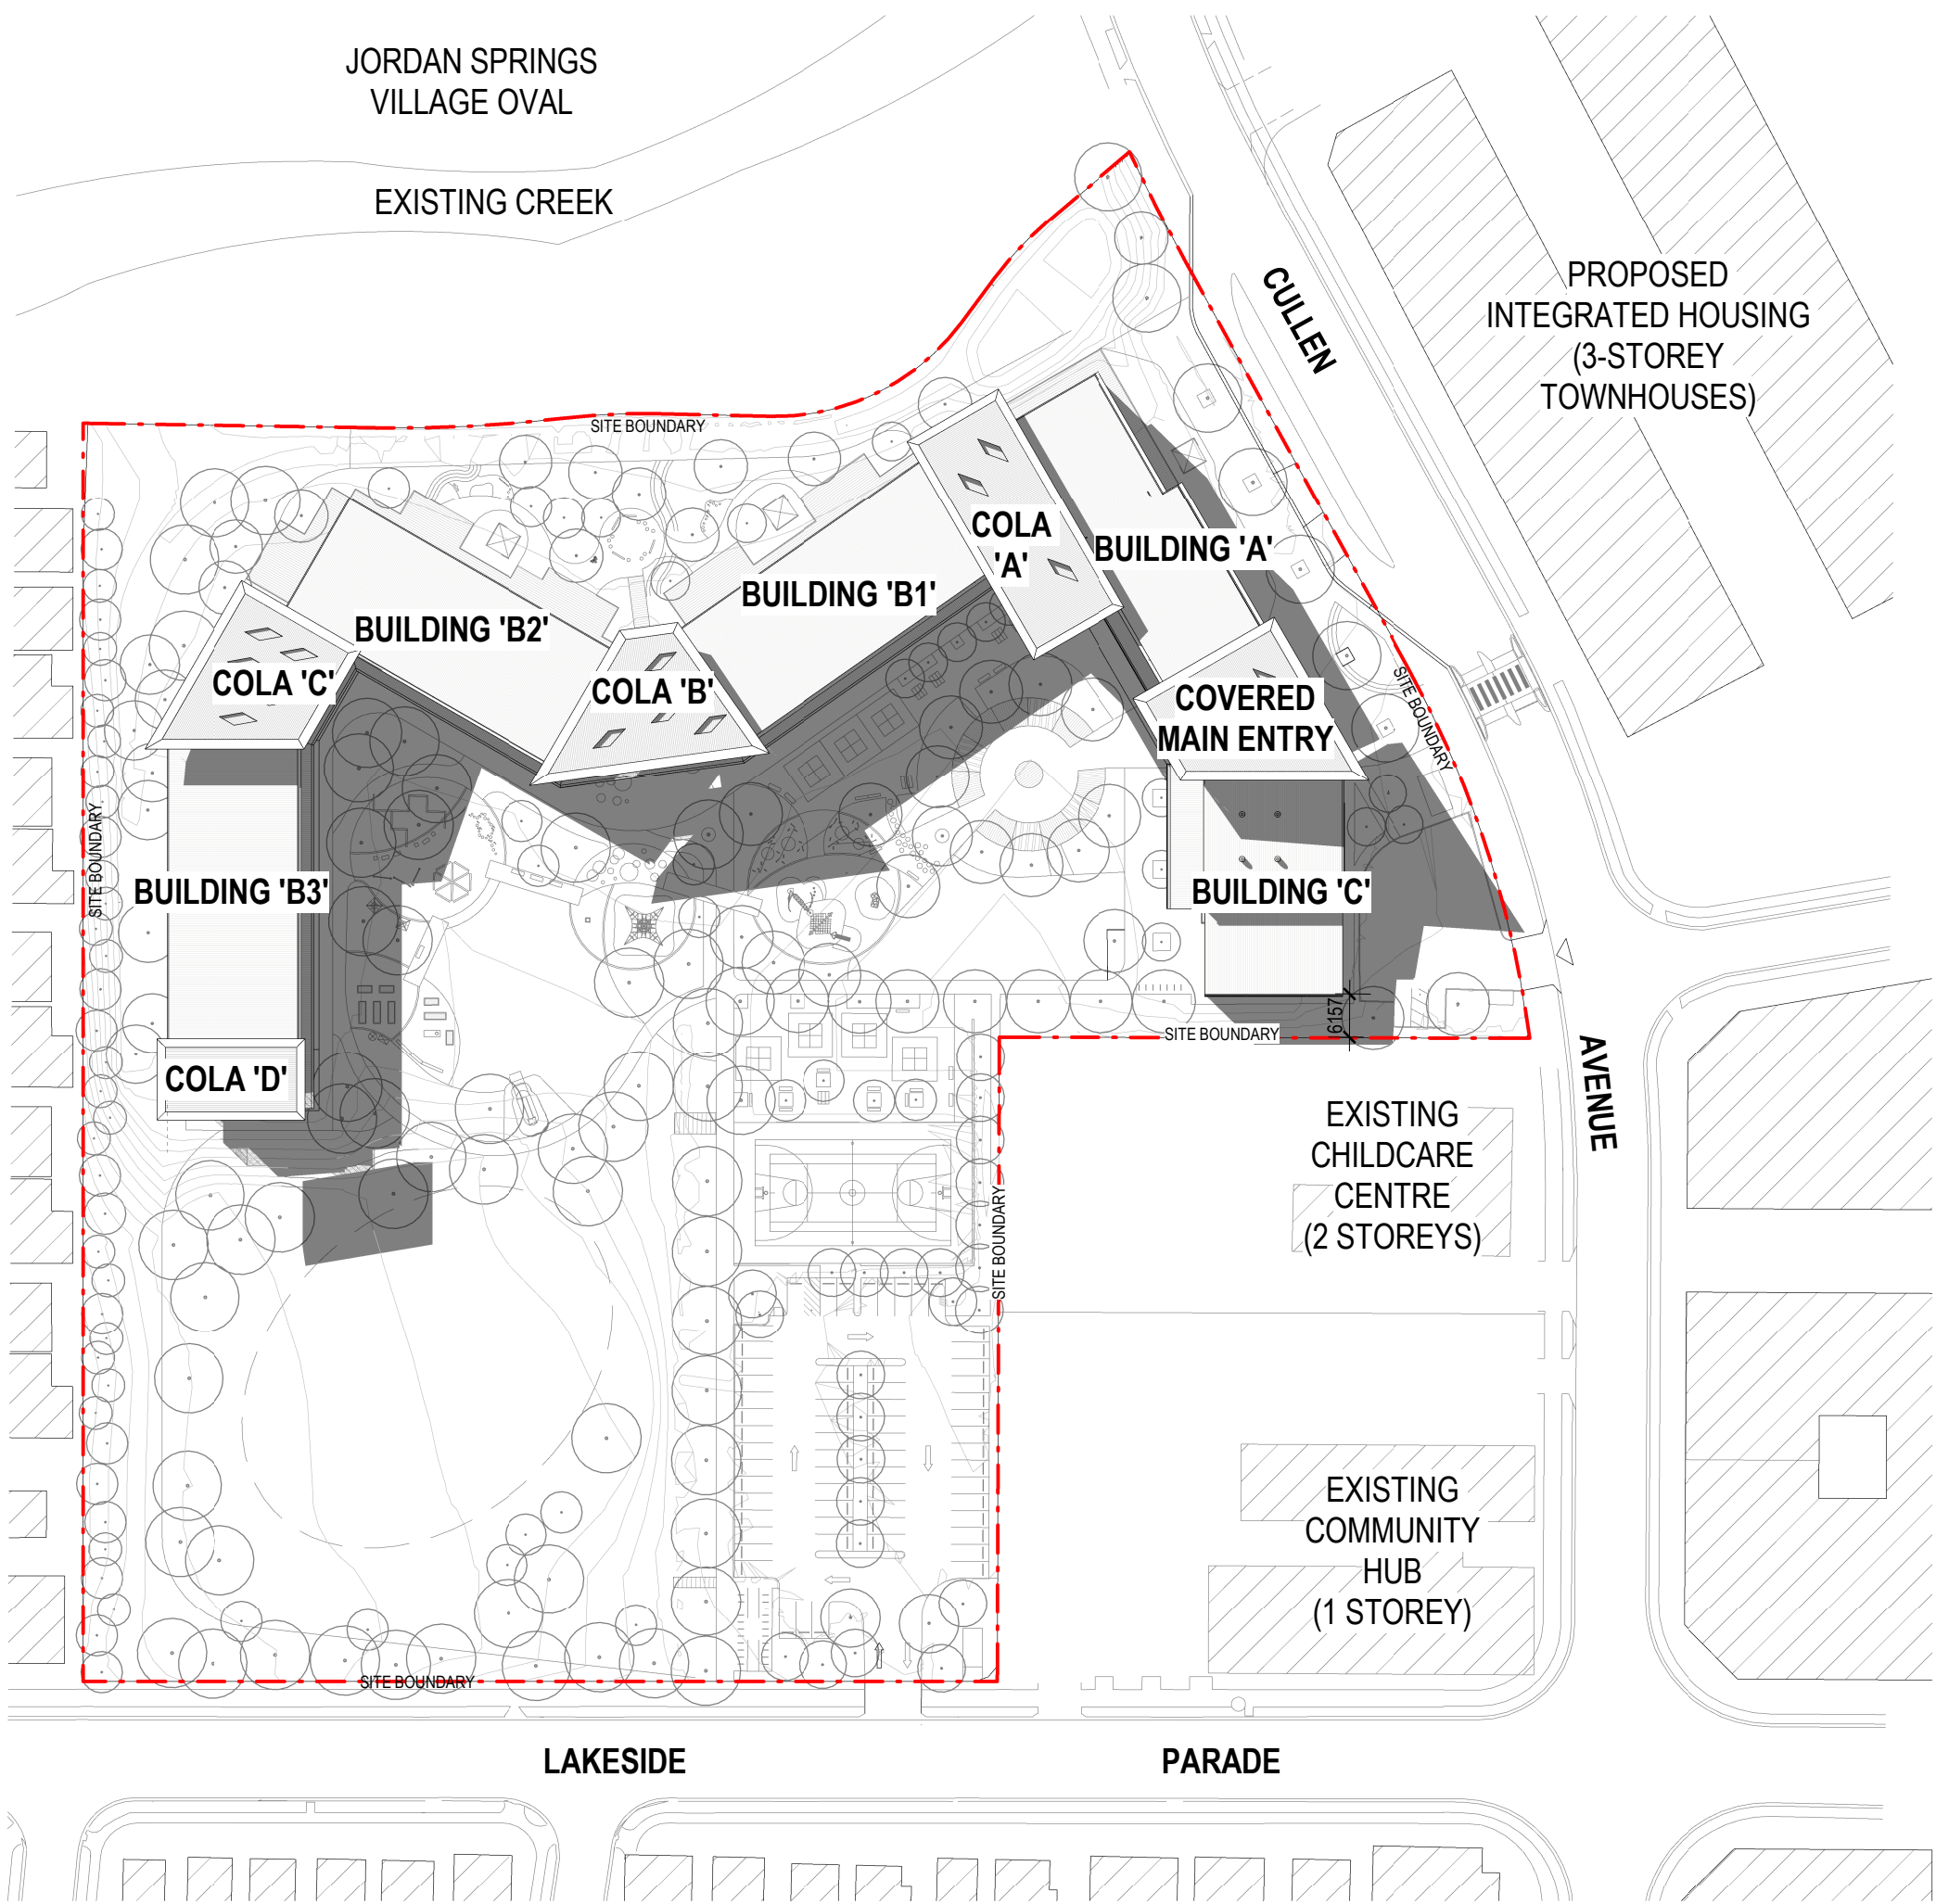 JORDAN SPRINGS
VILLAGE OVAL
EXISTING CREEK
CULLEN
PROPOSED
INTEGRATED HOUSING
(3-STOREY
TOWNHOUSES)
SITE BOUNDARY
COLA
'A'
BUILDING 'A'
BUILDING 'B1'
BUILDING 'B2'
COLA 'C'
COLA 'B'
COVERED
MAIN ENTRY
SITE BOUNDARY
SITE BOUNDARY
BUILDING 'B3'
BUILDING 'C'
6157
SITE BOUNDARY
COLA 'D'
AVENUE
EXISTING
CHILDCARE
CENTRE
(2 STOREYS)
SITE BOUNDARY
EXISTING
COMMUNITY
HUB
(1 STOREY)
SITE BOUNDARY
LAKESIDE
PARADE